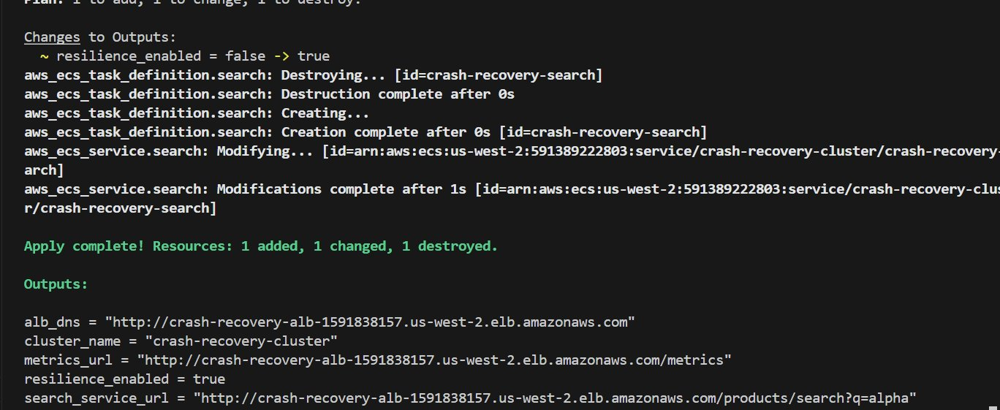 Plan: 1 to add, 1 to change, 1 to destroy.
Changes to Outputs:
~ resilience_enabled = false -> true
aws_ecs_task_definition.search: Destroying... [id=crash-recovery-search]
aws_ecs_task_definition.search: Destruction complete after 0s
aws_ecs_task_definition.search: Creating...
aws_ecs_task_definition.search: Creation complete after 0s [id=crash-recovery-search]
aws_ecs_service.search: Modifying... [id=arn:aws:ecs:us-west-2:591389222803:service/crash-recovery-cluster/crash-recovery-
arch]
aws_ecs_service.search: Modifications complete after 1s [id=arn:aws:ecs:us-west-2:591389222803:service/crash-recovery-clus
r/crash-recovery-search]
Apply complete! Resources: 1 added, 1 changed, 1 destroyed.
Outputs:
alb_dns = "http://crash-recovery-alb-1591838157.us-west-2.elb.amazonaws.com"
cluster_name = "crash-recovery-cluster"
metrics_url = "http://crash-recovery-alb-1591838157.us-west-2.elb.amazonaws.com/metrics"
resilience_enabled = true
search_service_url = "http://crash-recovery-alb-1591838157.us-west-2.elb.amazonaws.com/products/search?q=alpha"